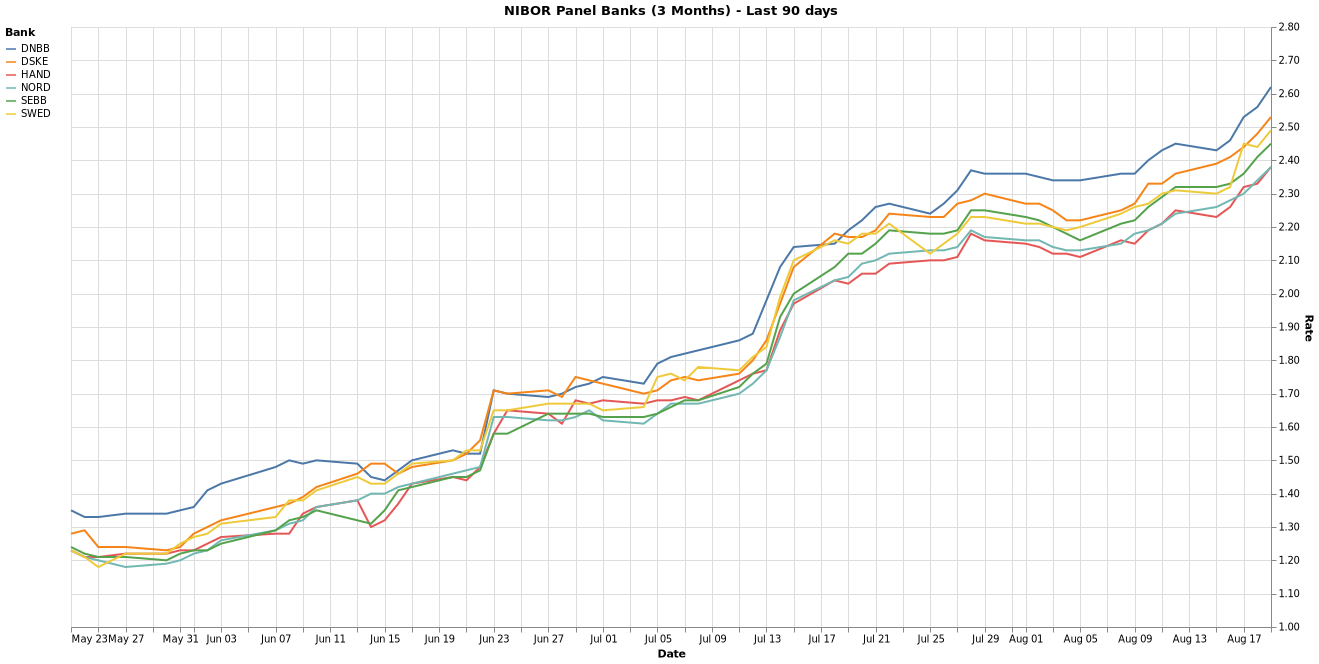 NIBOR Panel Banks (3 Months) - Last 90 days
Bank
DNBB
DSKE
HAND
NORD
SEBB
SWED
2.80
2.70
2.60
2.50
2.40
2.30
2.20
2.10
2.00
1.90
1.80
1.70
1.60
1.50
1.40
1.30
1.20
1.10
1.00
Rate
May 23 May 27 May 31 Jun 03 Jun 07 Jun 11 Jun 15 Jun 19 Jun 23 Jun 27 Jul 01 Jul 05 Jul 09 Jul 13 Jul 17 Jul 21 Jul 25 Jul 29 Aug 01 Aug 05 Aug 09 Aug 13 Aug 17
Date